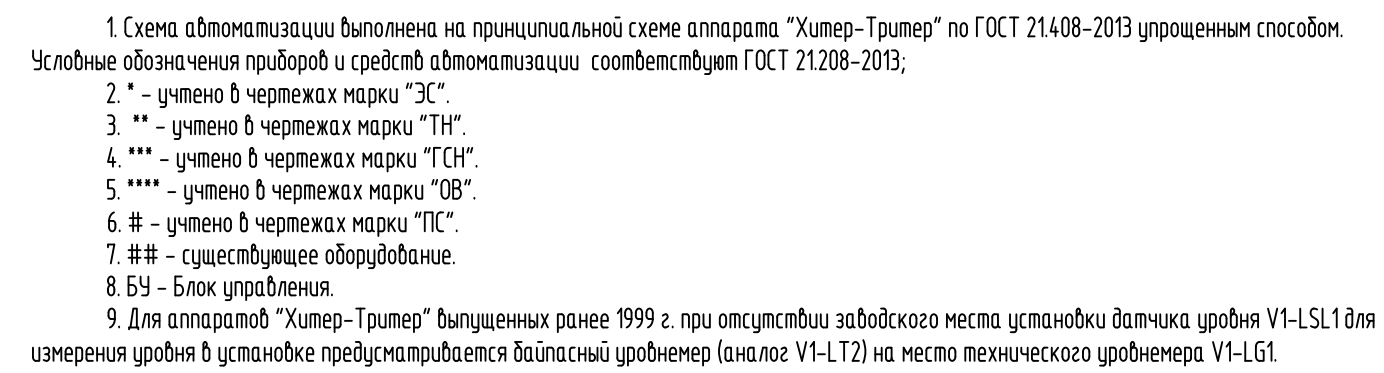 1. Схема автоматизации выполнена на принципиальной схеме аппарата "Хитер-Тритер" по ГОСТ 21.408-2013 упрощенным способом.
Условные обозначения приборов и средств автоматизации соответствуют ГОСТ 21.208-2013;
2. * - учтено в чертежах марки "ЭС".
3. ** - учтено в чертежах марки "ТН".
4. *** - учтено в чертежах марки "ГСН".
5. **** - учтено в чертежах марки "ОВ".
6. # - учтено в чертежах марки "ПС".
7. ## - существующее оборудование.
8. БУ - Блок управления.
9. Для аппаратов "Хитер-Тритер" выпущенных ранее 1999 г. при отсутствии заводского места установки датчика уровня V1-LSL1 для
измерения уровня в установке предусматривается байпасный уровнемер (аналог V1-LT2) на место технического уровнемера V1-LG1.